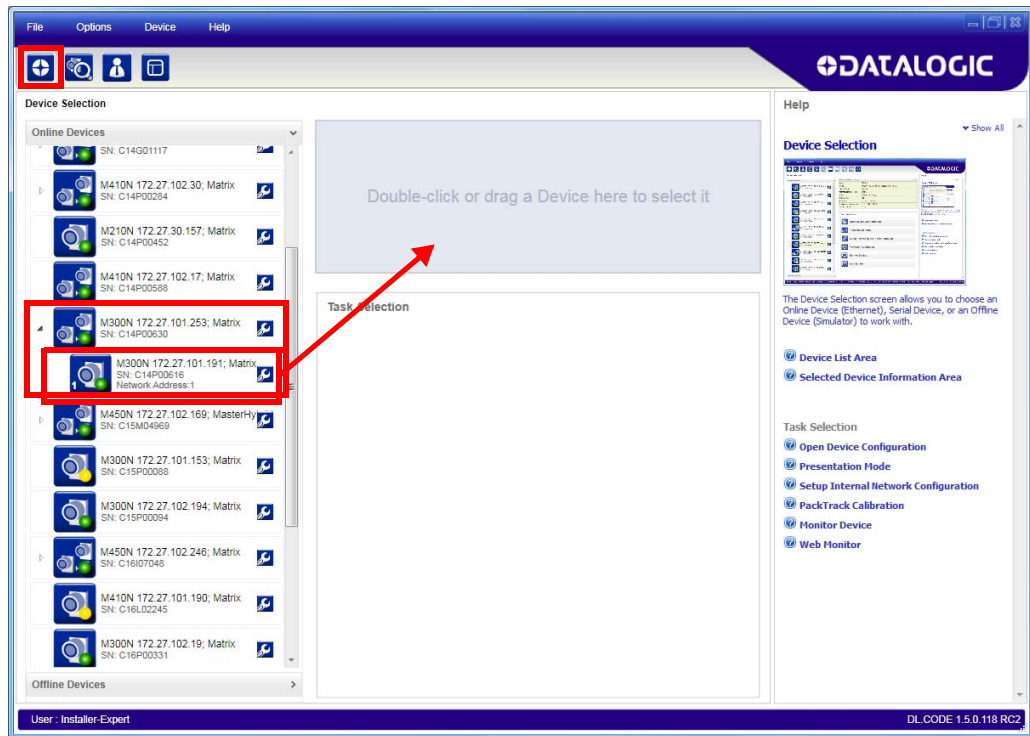 File Options Device Help
DATALOGIC
Device Selection
Online Devices
SN: C14G01117
M410N 172.27.102.30; Matrix
SN: C14P00284
M210N 172.27.30.157; Matrix
SN: C14P00452
M410N 172.27.102.17; Matrix
SN: C14P00588
M300N 172.27.101.253; Matrix
SN: C14P00630
M300N 172.27.101.191; Matrix
SN: C14P00616
1
Network Address:1
M450N 172.27.102.169; MasterHy
SN: C15M04969
M300N 172.27.101.153; Matrix
SN: C15P00088
M300N 172.27.102.194; Matrix
SN: C15P00094
M450N 172.27.102.246; Matrix
SN: C16I07048
M410N 172.27.101.190; Matrix
SN: C16L02245
M300N 172.27.102.19; Matrix
SN: C16P00331
Offline Devices
Double-click or drag a Device here to select it
Task Selection
Help
Show All
Device Selection
DATALOGIC
The Device Selection screen allows you to choose an
Online Device (Ethernet), Serial Device, or an Offline
Device (Simulator) to work with.
Device List Area
Selected Device Information Area
Task Selection
Open Device Configuration
Presentation Mode
Setup Internal Network Configuration
PackTrack Calibration
Monitor Device
Web Monitor
User : Installer-Expert
DL.CODE 1.5.0.118 RC2